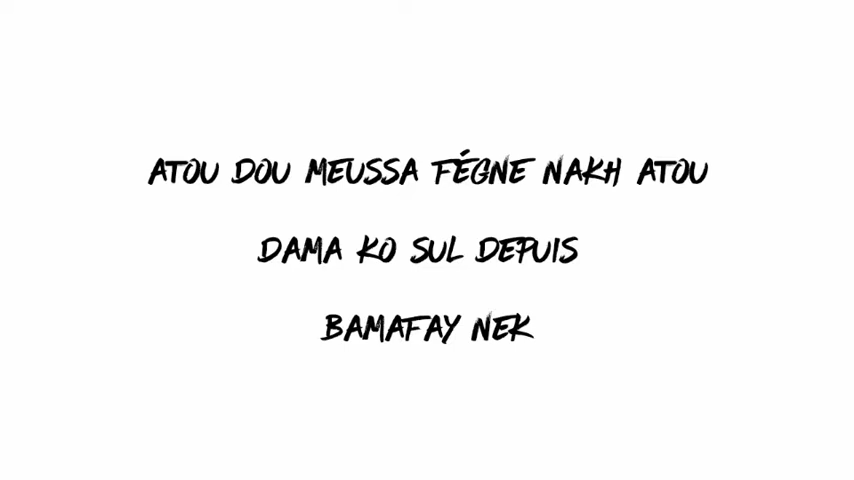 ATOU DOU MEUSSA FÉGNE NAKH ATOU
DAMA KO SUL DEPUIS
BAMAFAY NEK